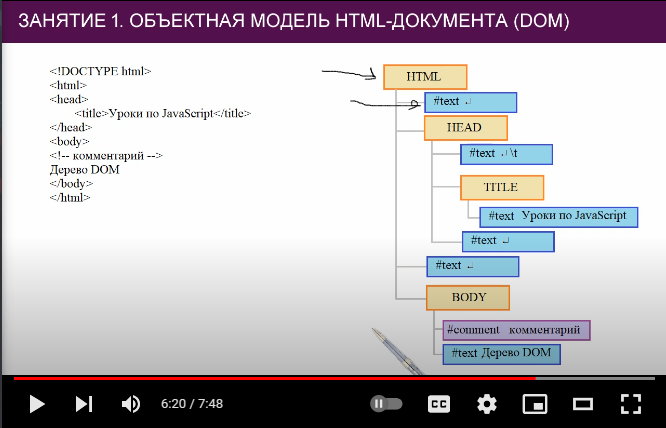 ЗАНЯТИЕ 1. ОБЪЕКТНАЯ МОДЕЛЬ HTML-ДОКУМЕНТА (DOM)
<!DOCTYPE html>
<html>
<head>
<title>Уроки по JavaScript</title>
</head>
<body>
<!-- комментарий -->
Дерево DOM
</body>
</html>
HTML
#text ↵
HEAD
#text ↵\t
TITLE
#text Уроки по JavaScript
#text ↵
#text ↵
BODY
#comment комментарий
#text Дерево DOM
6:20 / 7:48
CC